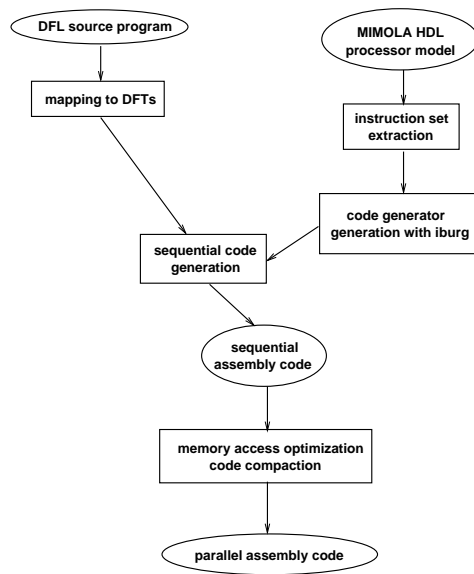 DFL source program
MIMOLA HDL
processor model
mapping to DFTs
instruction set
extraction
code generator
generation with iburg
sequential code
generation
sequential
assembly code
memory access optimization
code compaction
parallel assembly code